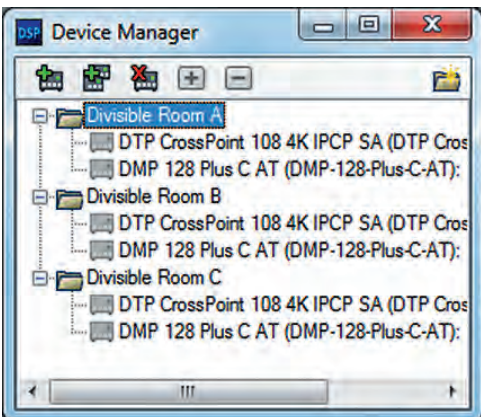 DSP Device Manager
Divisible Room A
DTP CrossPoint 108 4K IPCP SA (DTP Cros
DMP 128 Plus C AT (DMP-128-Plus-C-AT):
Divisible Room B
DTP CrossPoint 108 4K IPCP SA (DTP Cros
DMP 128 Plus C AT (DMP-128-Plus-C-AT):
Divisible Room C
DTP CrossPoint 108 4K IPCP SA (DTP Cros
DMP 128 Plus C AT (DMP-128-Plus-C-AT):